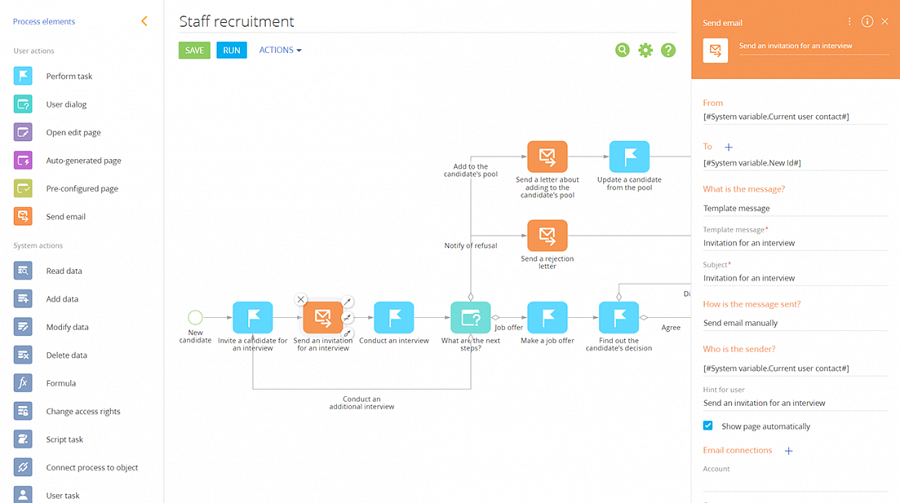 Process elements
User actions
Perform task
User dialog
Open edit page
Auto-generated page
Pre-configured page
Send email
System actions
Read data
Add data
Modify data
Delete data
Formula
Change access rights
Script task
Connect process to object
User task
Staff recruitment
SAVE
RUN
ACTIONS
Add to the
candidate's pool
Send a letter about
adding to the
candidate's pool
Update a candidate
from the pool
Notify of refusal
Send a rejection
letter
Di
New
candidate
Invite a candidate for
an interview
Send an invitation
for an interview
Conduct an interview
What are the next
steps?
Job offer
Make a job offer
Find out the
candidate's decision
Agree
Conduct an
additional interview
Send email
Send an invitation for an interview
From
[#System variable.Current user contact#]
To
[#System variable.New Id#]
What is the message?
Template message
Template message*
Invitation for an interview
Subject*
Invitation for an interview
How is the message sent?
Send email manually
Who is the sender?
[#System variable.Current user contact#]
Hint for user
Send an invitation for an interview
Show page automatically
Email connections
Account